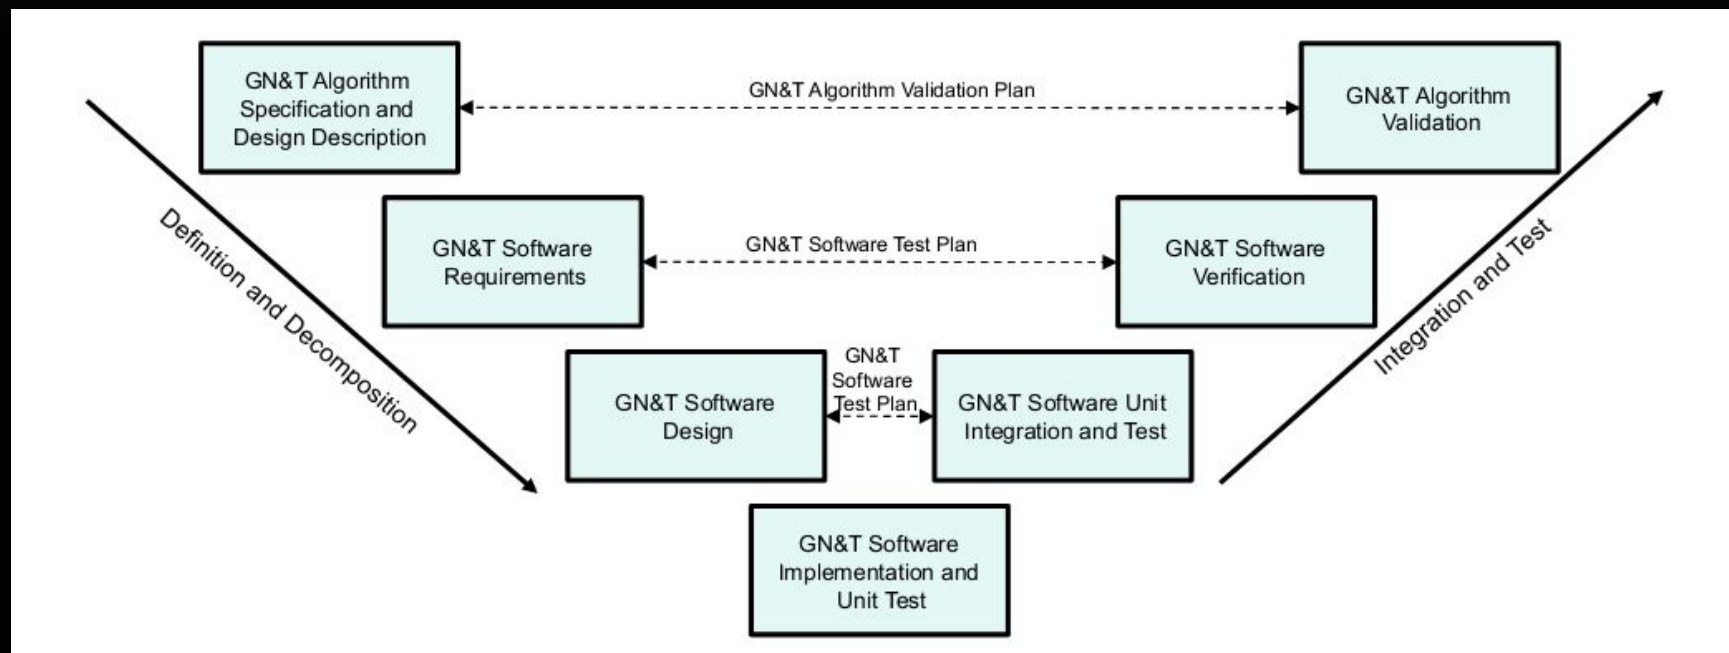 GN&T Algorithm
Specification and
Design Description
GN&T Algorithm Validation Plan
GN&T Algorithm
Validation
Definition and Decomposition
GN&T Software
Requirements
GN&T Software Test Plan
GN&T Software
Verification
Integration and Test
GN&T Software
Design
GN&T
Software
Test Plan
GN&T Software Unit
Integration and Test
GN&T Software
Implementation and
Unit Test